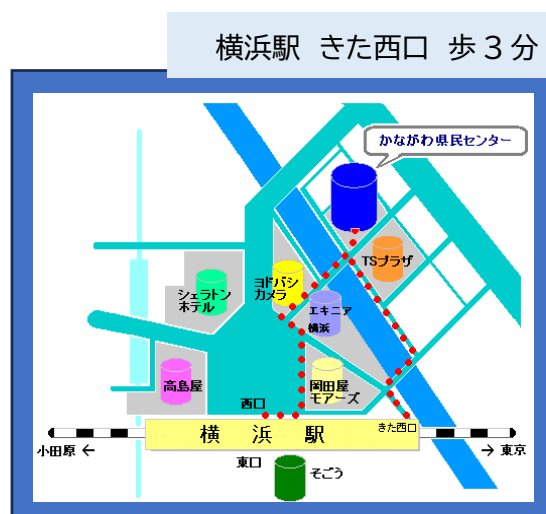 横浜駅 きた西口 歩3分
かながわ県民センター
TSプラザ
ヨドバシ
カメラ
シェラトン
ホテル
エキニア
横浜
高島屋
岡田屋
モアーズ
西口
きた西口
横浜駅
小田原 ←
→ 東京
東口
そごう